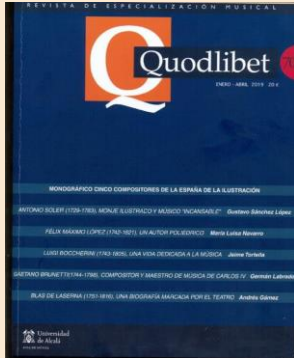 REVISTA DE ESPECIALIZACIÓN MUSICAL
Q
Quodlibet
70
ENERO - ABRIL 2019 20 €
MONOGRÁFICO CINCO COMPOSITORES DE LA ESPAÑA DE LA ILUSTRACIÓN
ANTONIO SOLER (1729-1783), MONJE ILUSTRADO Y MÚSICO "INCANSABLE" Gustavo Sánchez López
FÉLIX MÁXIMO LÓPEZ (1742-1821), UN AUTOR POLIÉDRICO María Luisa Navarro
LUIGI BOCCHERINI (1743-1805), UNA VIDA DEDICADA A LA MÚSICA Jaime Tortella
GAETANO BRUNETTI (1744-1798), COMPOSITOR Y MAESTRO DE MÚSICA DE CARLOS IV Germán Labrador
BLAS DE LASERNA (1751-1816), UNA BIOGRAFÍA MARCADA POR EL TEATRO Andrés Gómez
Universidad
de Alcalá